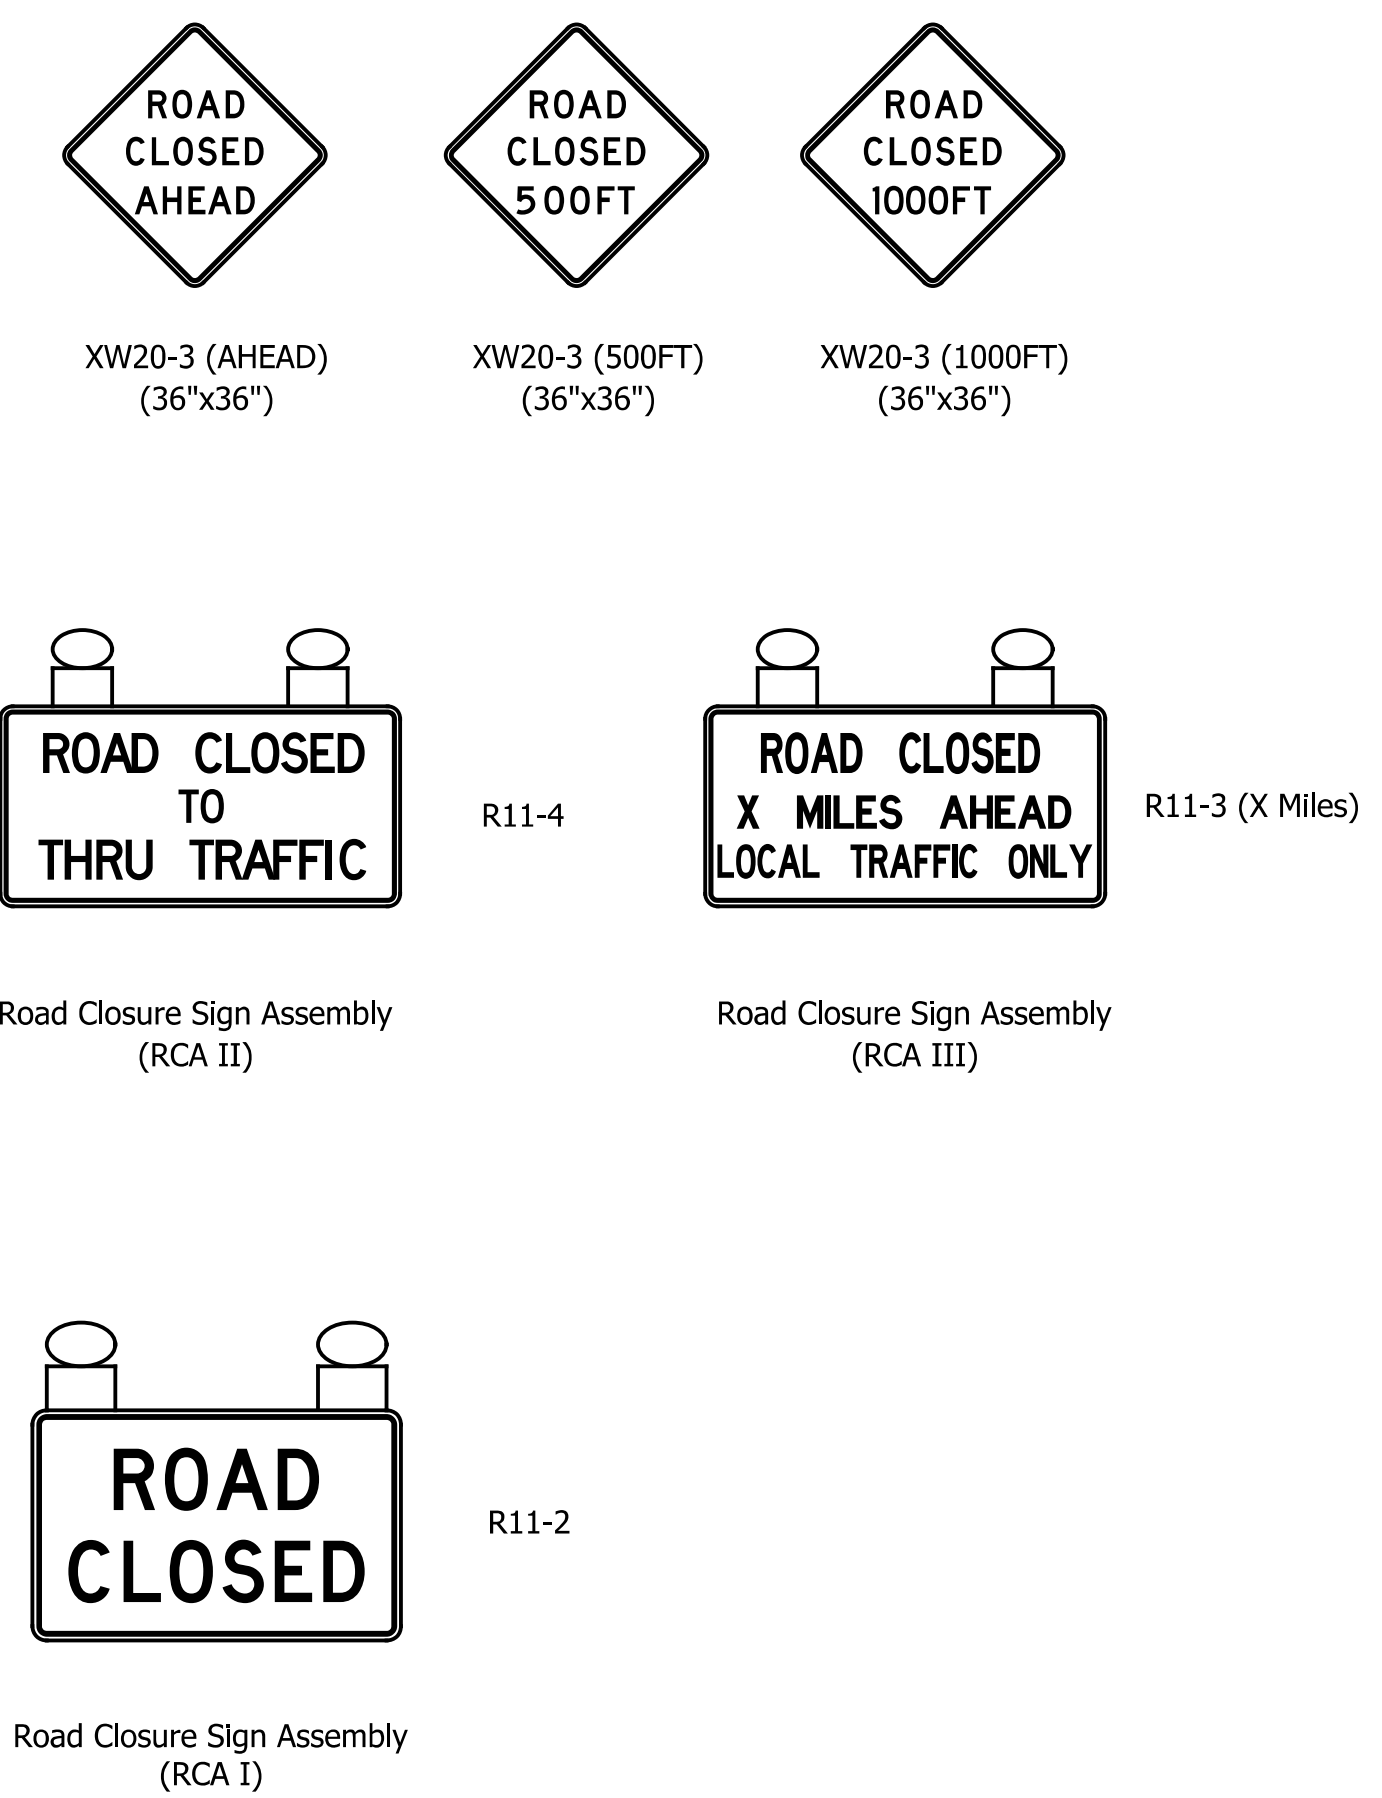 ROAD
CLOSED
AHEAD
XW20-3 (AHEAD)
(36"x36")
ROAD
CLOSED
500FT
XW20-3 (500FT)
(36"x36")
ROAD
CLOSED
1000FT
XW20-3 (1000FT)
(36"x36")
ROAD CLOSED
TO
THRU TRAFFIC
R11-4
Road Closure Sign Assembly
(RCA II)
ROAD CLOSED
X MILES AHEAD
LOCAL TRAFFIC ONLY
R11-3 (X Miles)
Road Closure Sign Assembly
(RCA III)
ROAD
CLOSED
R11-2
Road Closure Sign Assembly
(RCA I)